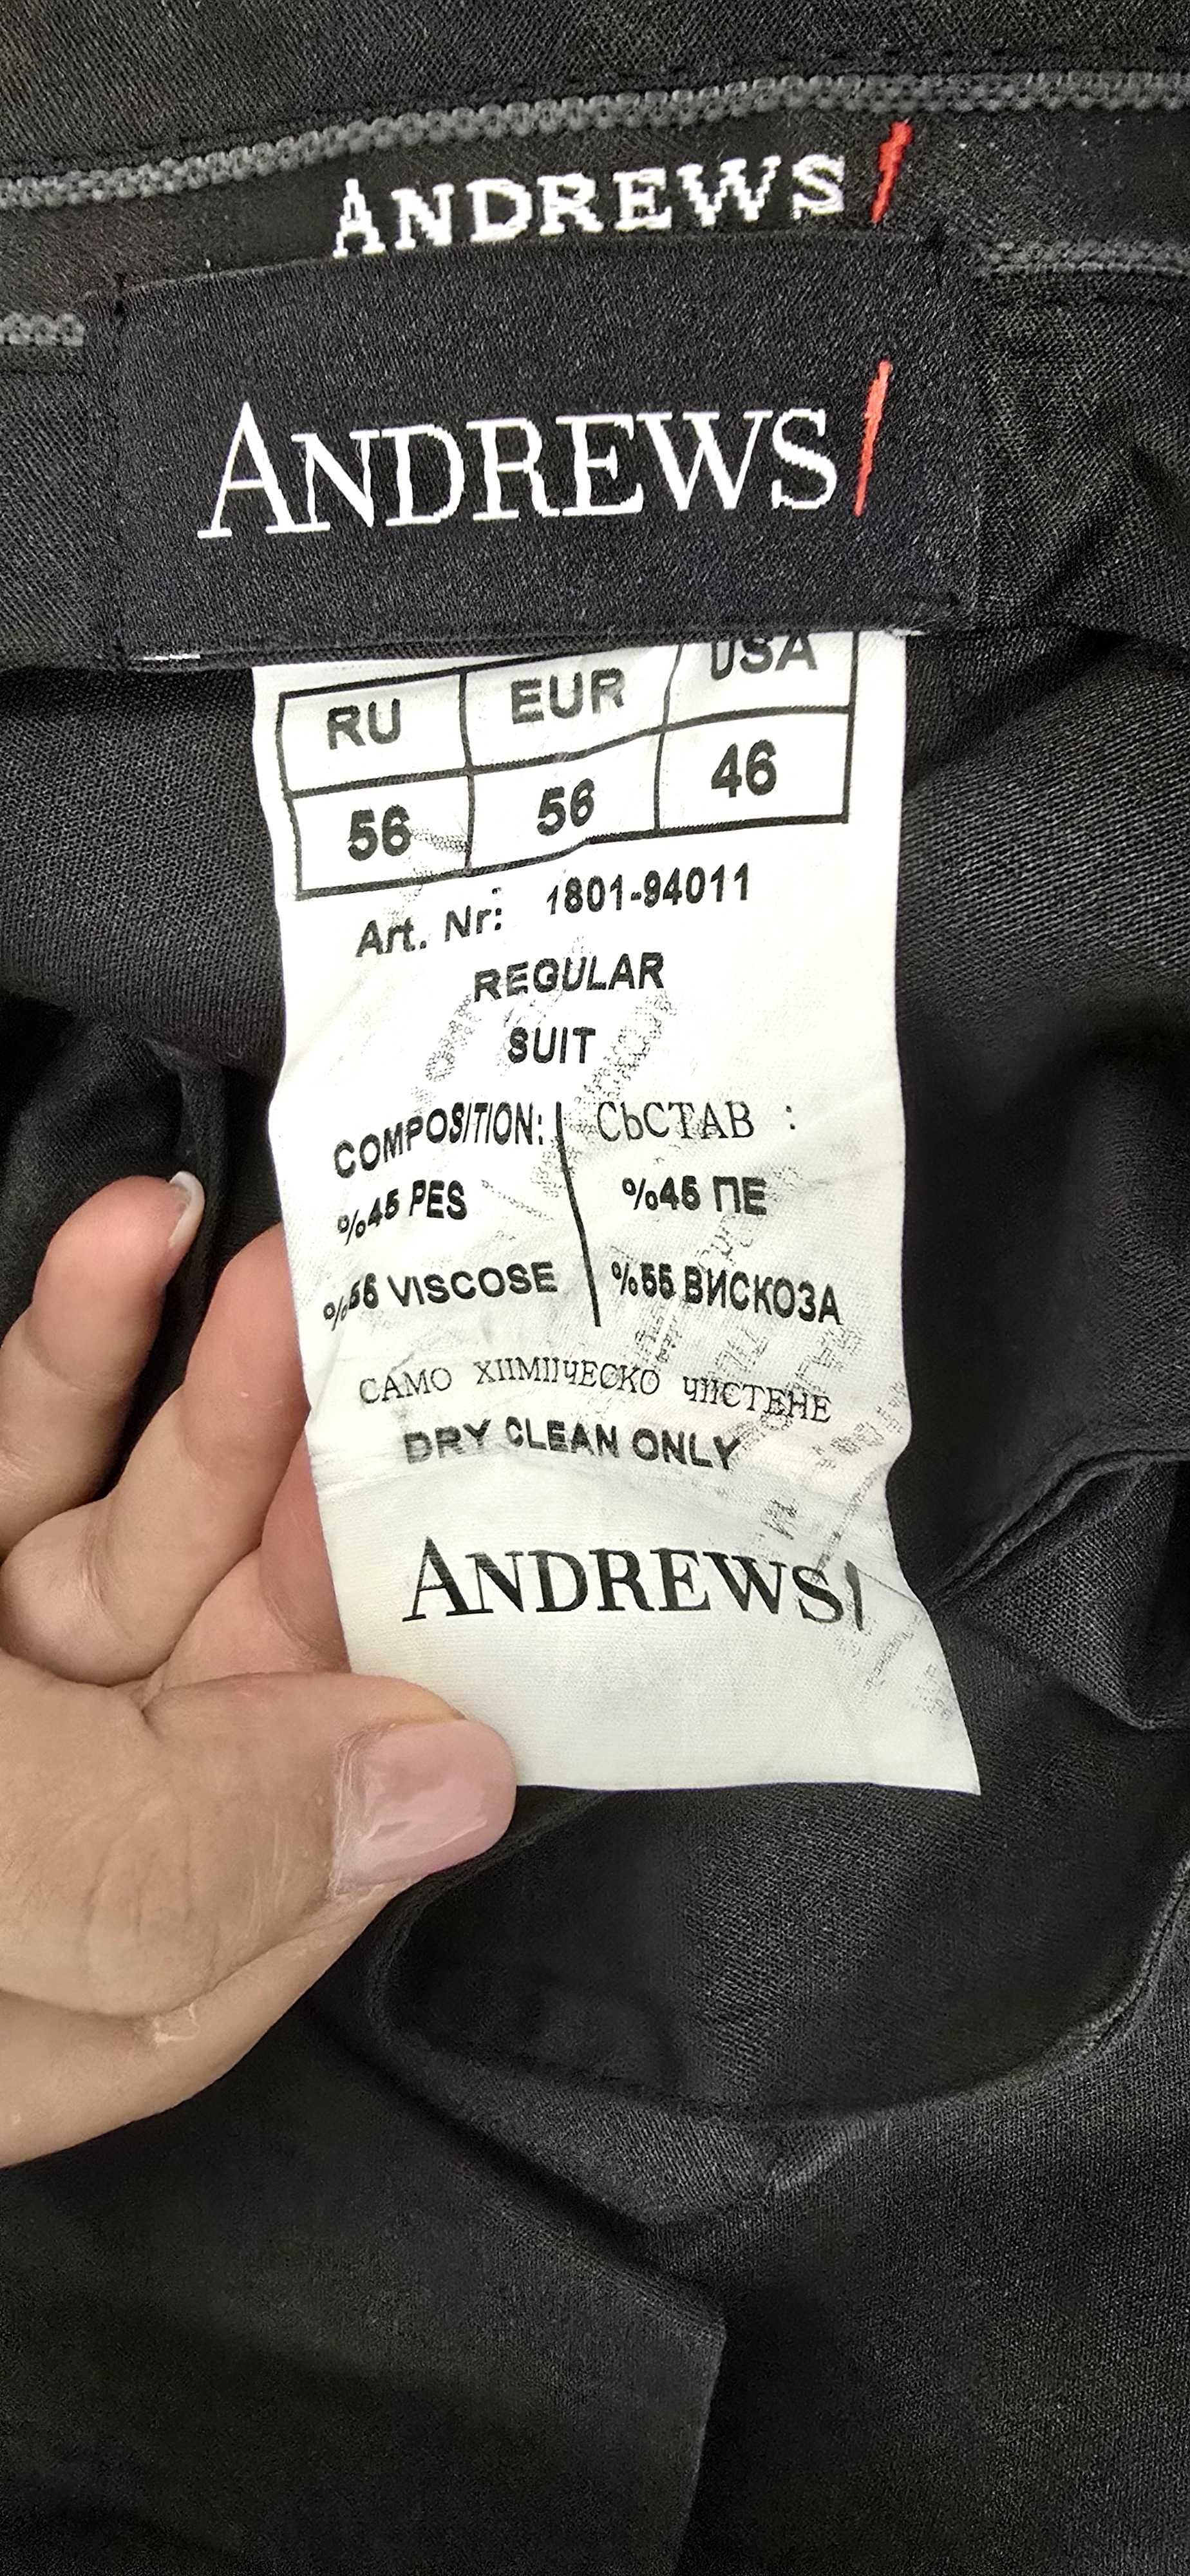 ANDREWS/
ANDREWS/
RU EUR USA
56 56 46
Art. Nr: 1801-94011
REGULAR
SUIT
COMPOSITION: | СЬСТАВ :
%45 PES %45 ПЕ
%55 VISCOSE %55 ВИСКОЗА
САМО ХИМИЧЕСКО ЧИСТЕНЕ
DRY CLEAN ONLY
ANDREWS/